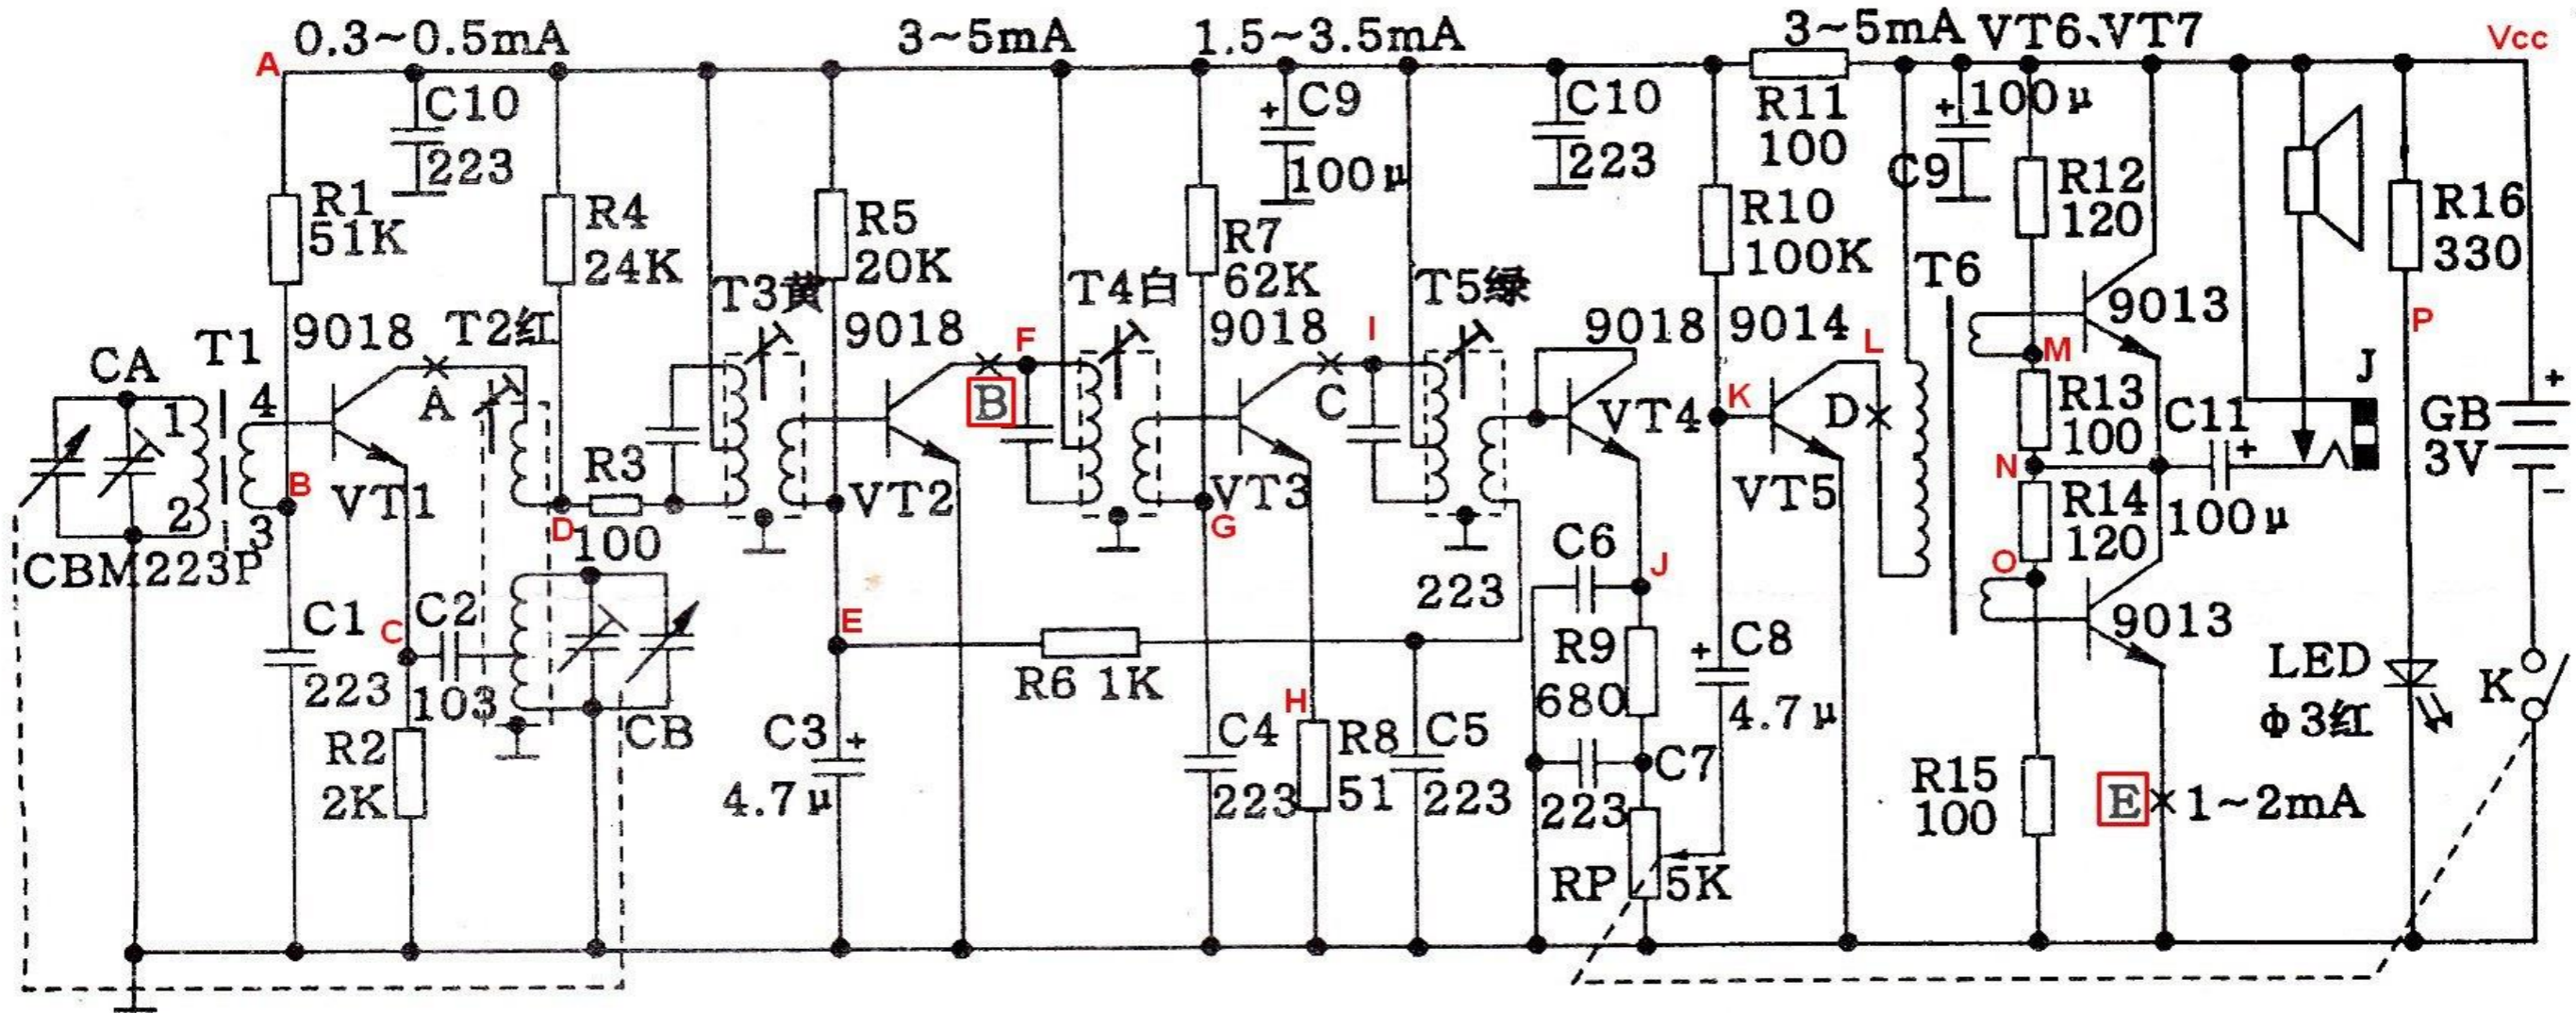 0.3~0.5mA
3~5mA
1.5~3.5mA
3~5mA VT6、VT7
Vcc
A
C10
223
C9
100μ
C10
223
R11
100
100μ
C9
R1
51K
R4
24K
R5
20K
R7
62K
R10
100K
R12
120
R16
330
T3黄
T4白
T5绿
T6
9018
T2红
9018
F
9018
I
9018
9014
L
9013
P
CA
T1
A
B
C
K
D
M
J
1
4
R3
VT4
R13
100
C11
GB
3V
+
-
B
VT1
VT2
VT3
VT5
N
2
3
D
100
G
R14
120
100μ
CBM223P
C6
J
O
223
C1
223
C
C2
103
E
R6 1K
R9
680
C8
4.7μ
9013
LED
Φ3红
K
H
R2
2K
CB
C3
4.7μ
C4
223
R8
51
C5
223
C7
223
R15
100
E
1~2mA
RP
5K